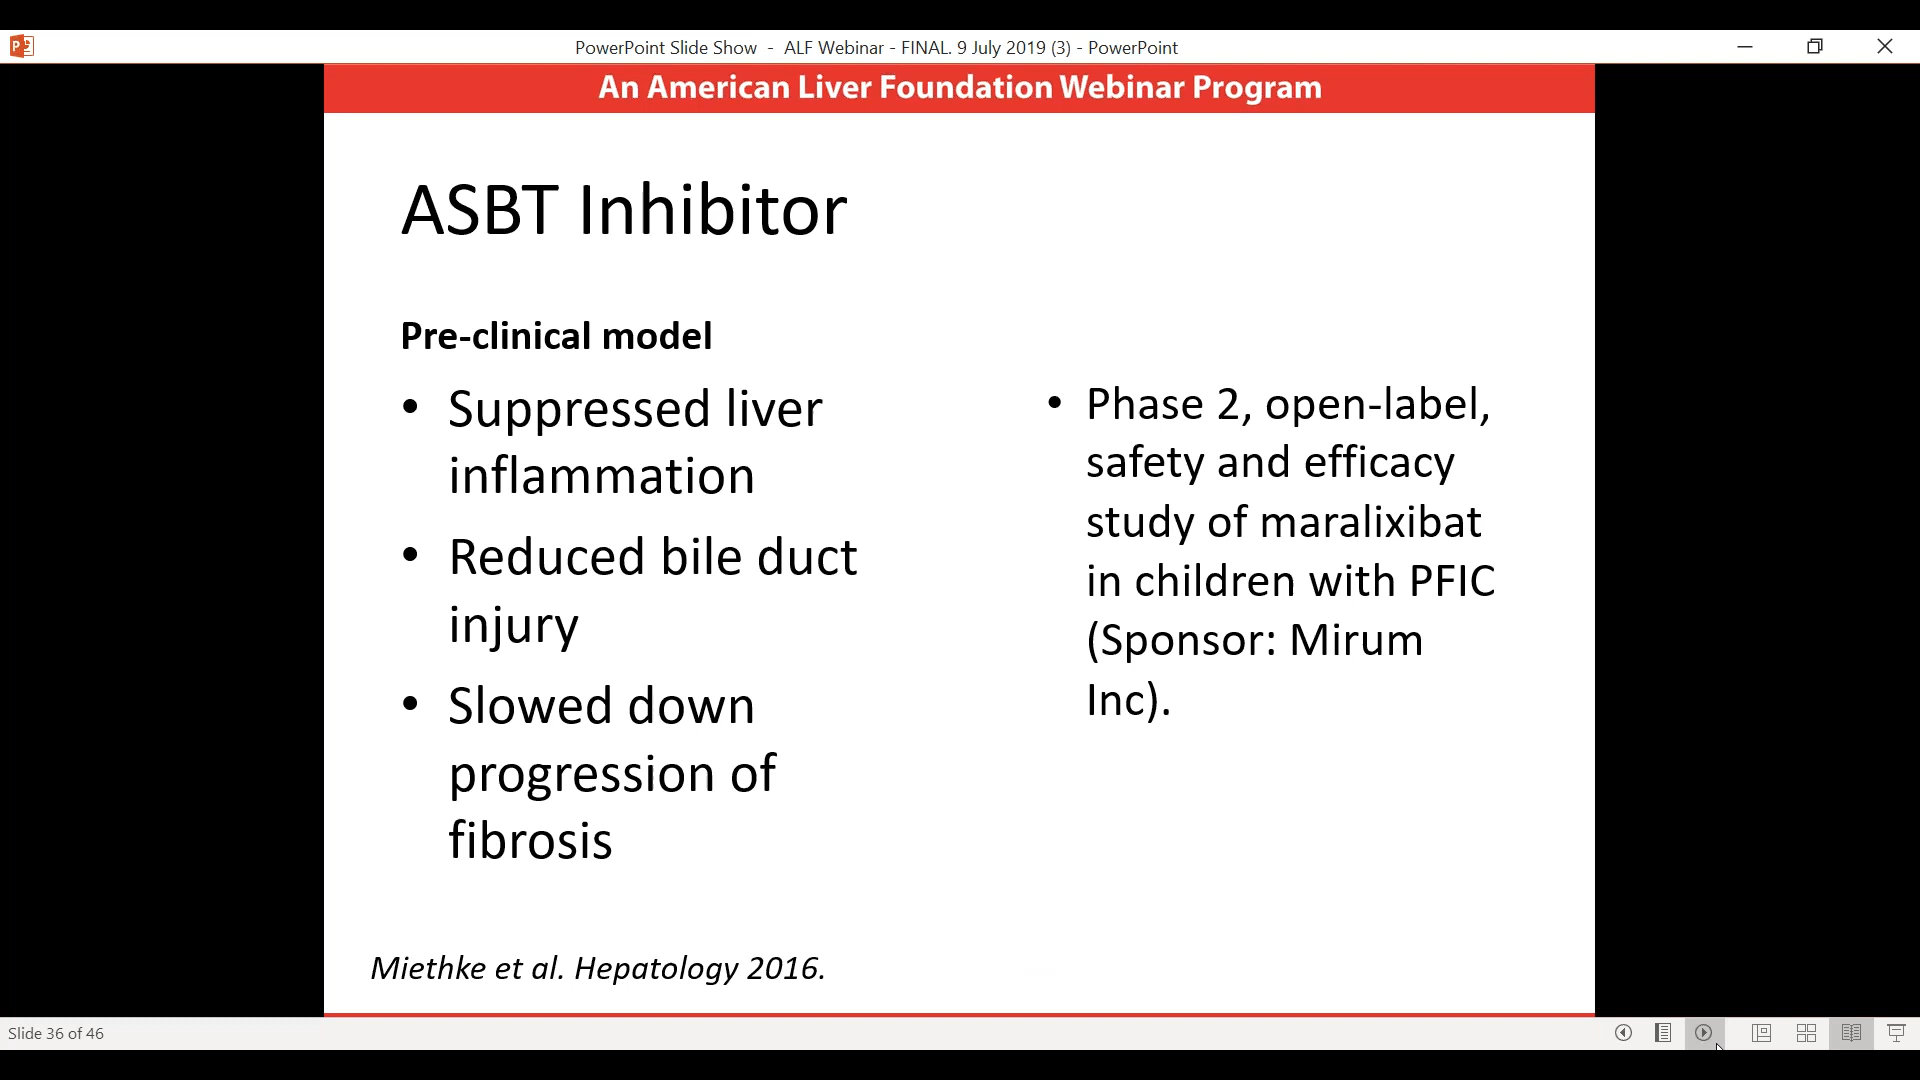 PowerPoint Slide Show - ALF Webinar - FINAL. 9 July 2019 (3) - PowerPoint
An American Liver Foundation Webinar Program
ASBT Inhibitor
Pre-clinical model
• Suppressed liver
inflammation
• Reduced bile duct
injury
• Slowed down
progression of
fibrosis
• Phase 2, open-label,
safety and efficacy
study of maralixibat
in children with PFIC
(Sponsor: Mirum
Inc).
Miethke et al. Hepatology 2016.
Slide 36 of 46